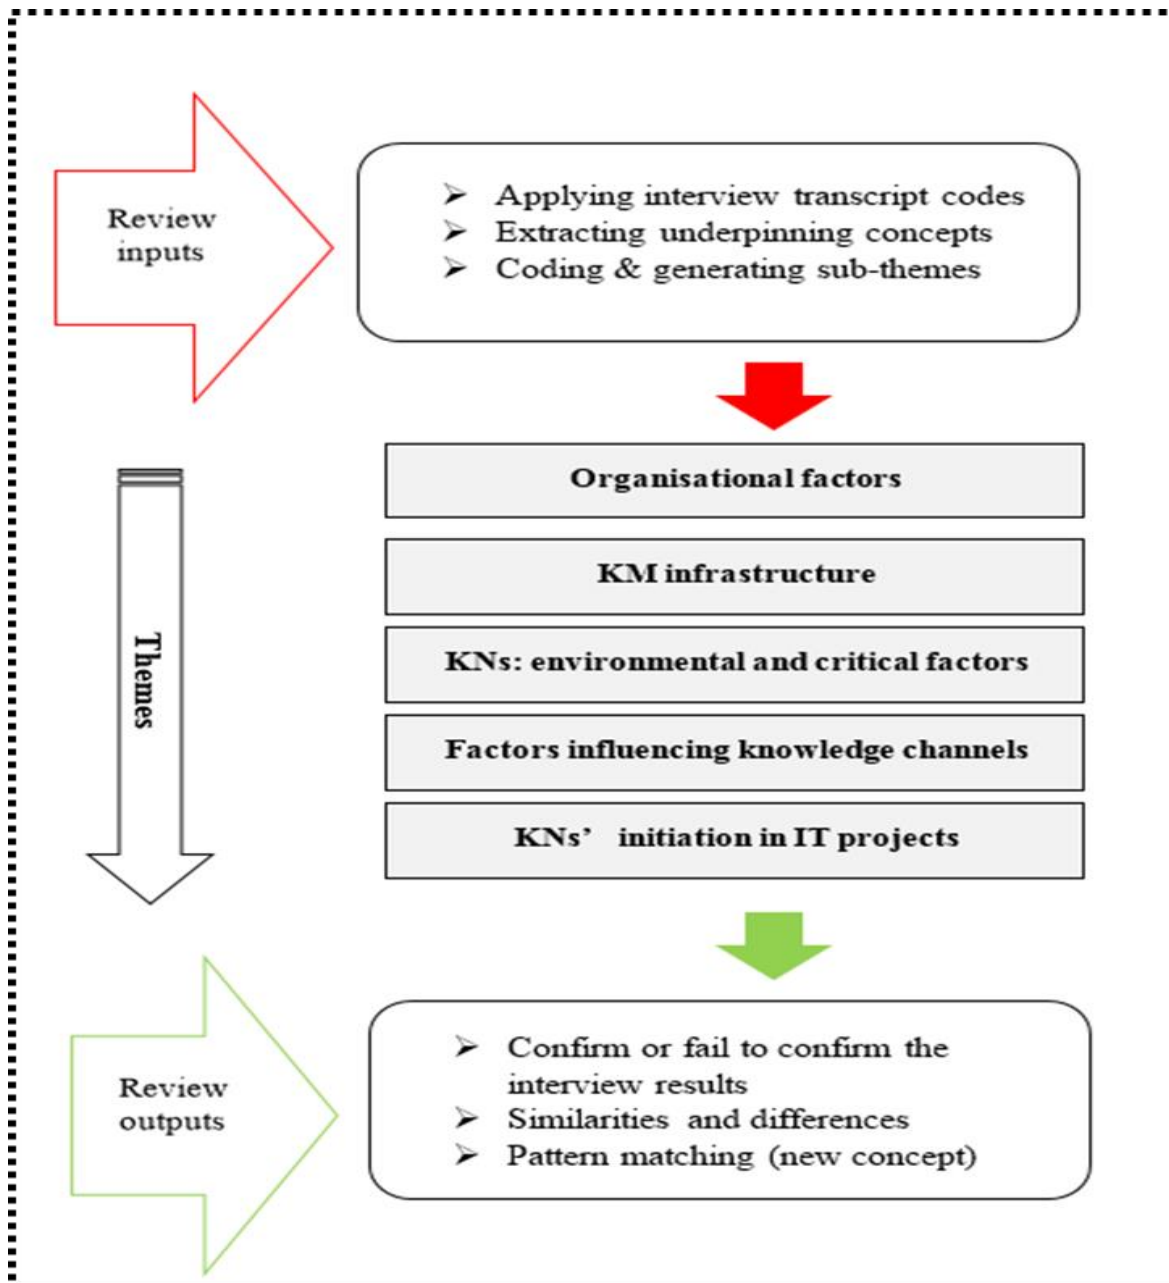 Review
inputs
➢ Applying interview transcript codes
➢ Extracting underpinning concepts
➢ Coding & generating sub-themes
Organisational factors
KM infrastructure
KNs: environmental and critical factors
Factors influencing knowledge channels
KNs’ initiation in IT projects
Themes
Review
outputs
➢ Confirm or fail to confirm the
interview results
➢ Similarities and differences
➢ Pattern matching (new concept)